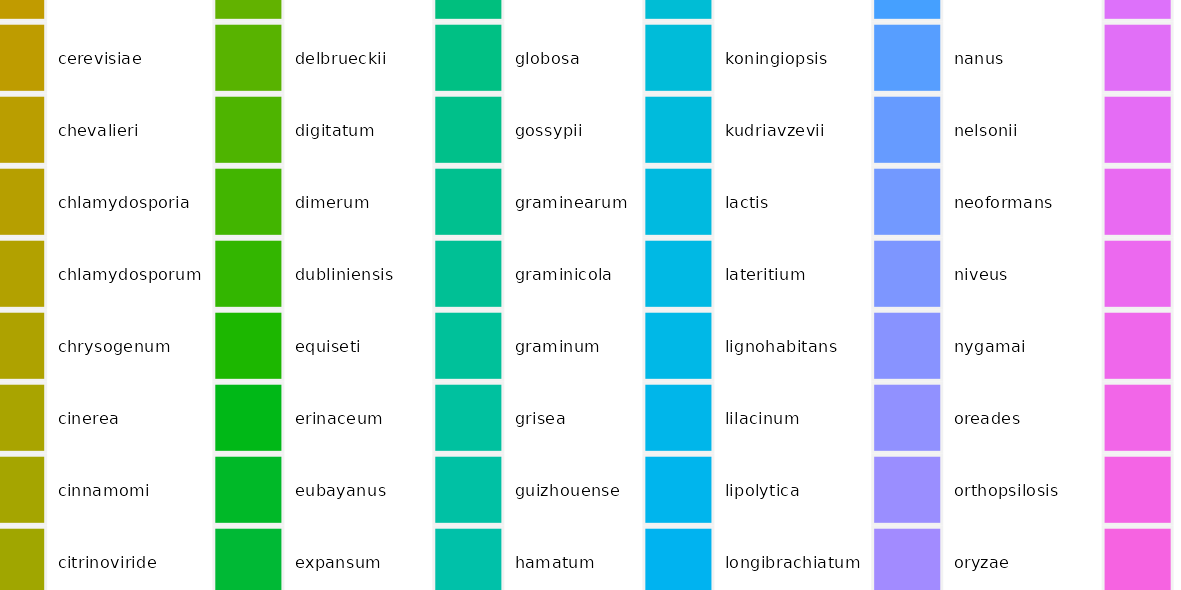 cerevisiae
chevalieri
chlamydosporia
chlamydosporum
chrysogenum
cinerea
cinnamomi
citrinoviride
delbrueckii
digitatum
dimerum
dubliniensis
equiseti
erinaceum
eubayanus
expansum
globosa
gossypii
graminearum
graminicola
graminum
grisea
guizhouense
hamatum
koningiopsis
kudriavzevii
lactis
lateritium
lignohabitans
lilacinum
lipolytica
longibrachiatum
nanus
nelsonii
neoformans
niveus
nygamai
oreades
orthopsilosis
oryzae